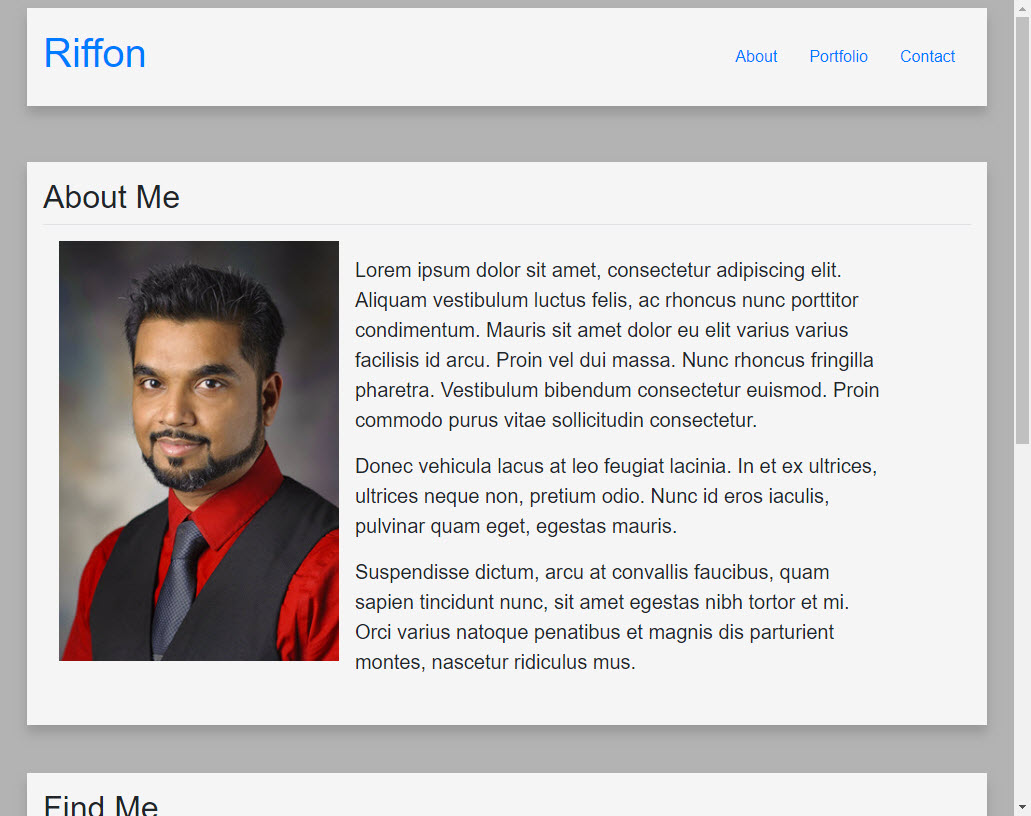 Riffon
About Portfolio Contact
About Me
Lorem ipsum dolor sit amet, consectetur adipiscing elit.
Aliquam vestibulum luctus felis, ac rhoncus nunc porttitor
condimentum. Mauris sit amet dolor eu elit varius varius
facilisis id arcu. Proin vel dui massa. Nunc rhoncus fringilla
pharetra. Vestibulum bibendum consectetur euismod. Proin
commodo purus vitae sollicitudin consectetur.
Donec vehicula lacus at leo feugiat lacinia. In et ex ultrices,
ultrices neque non, pretium odio. Nunc id eros iaculis,
pulvinar quam eget, egestas mauris.
Suspendisse dictum, arcu at convallis faucibus, quam
sapien tincidunt nunc, sit amet egestas nibh tortor et mi.
Orci varius natoque penatibus et magnis dis parturient
montes, nascetur ridiculus mus.
Find Me